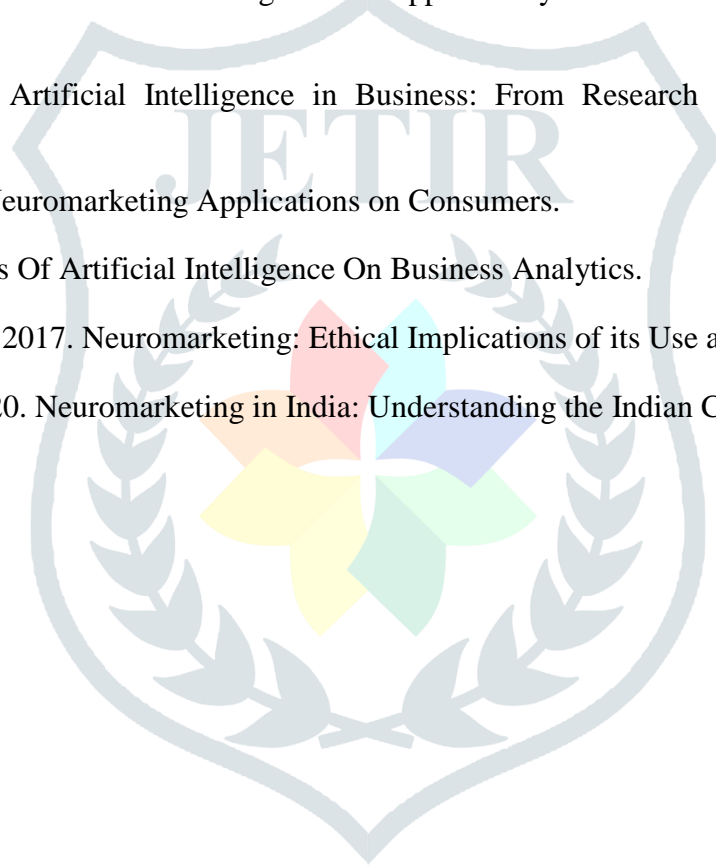 Artificial Intelligence in Business: From Research
JETIR
Neuromarketing Applications on Consumers.
s Of Artificial Intelligence On Business Analytics.
2017. Neuromarketing: Ethical Implications of its Use a
20. Neuromarketing in India: Understanding the Indian C